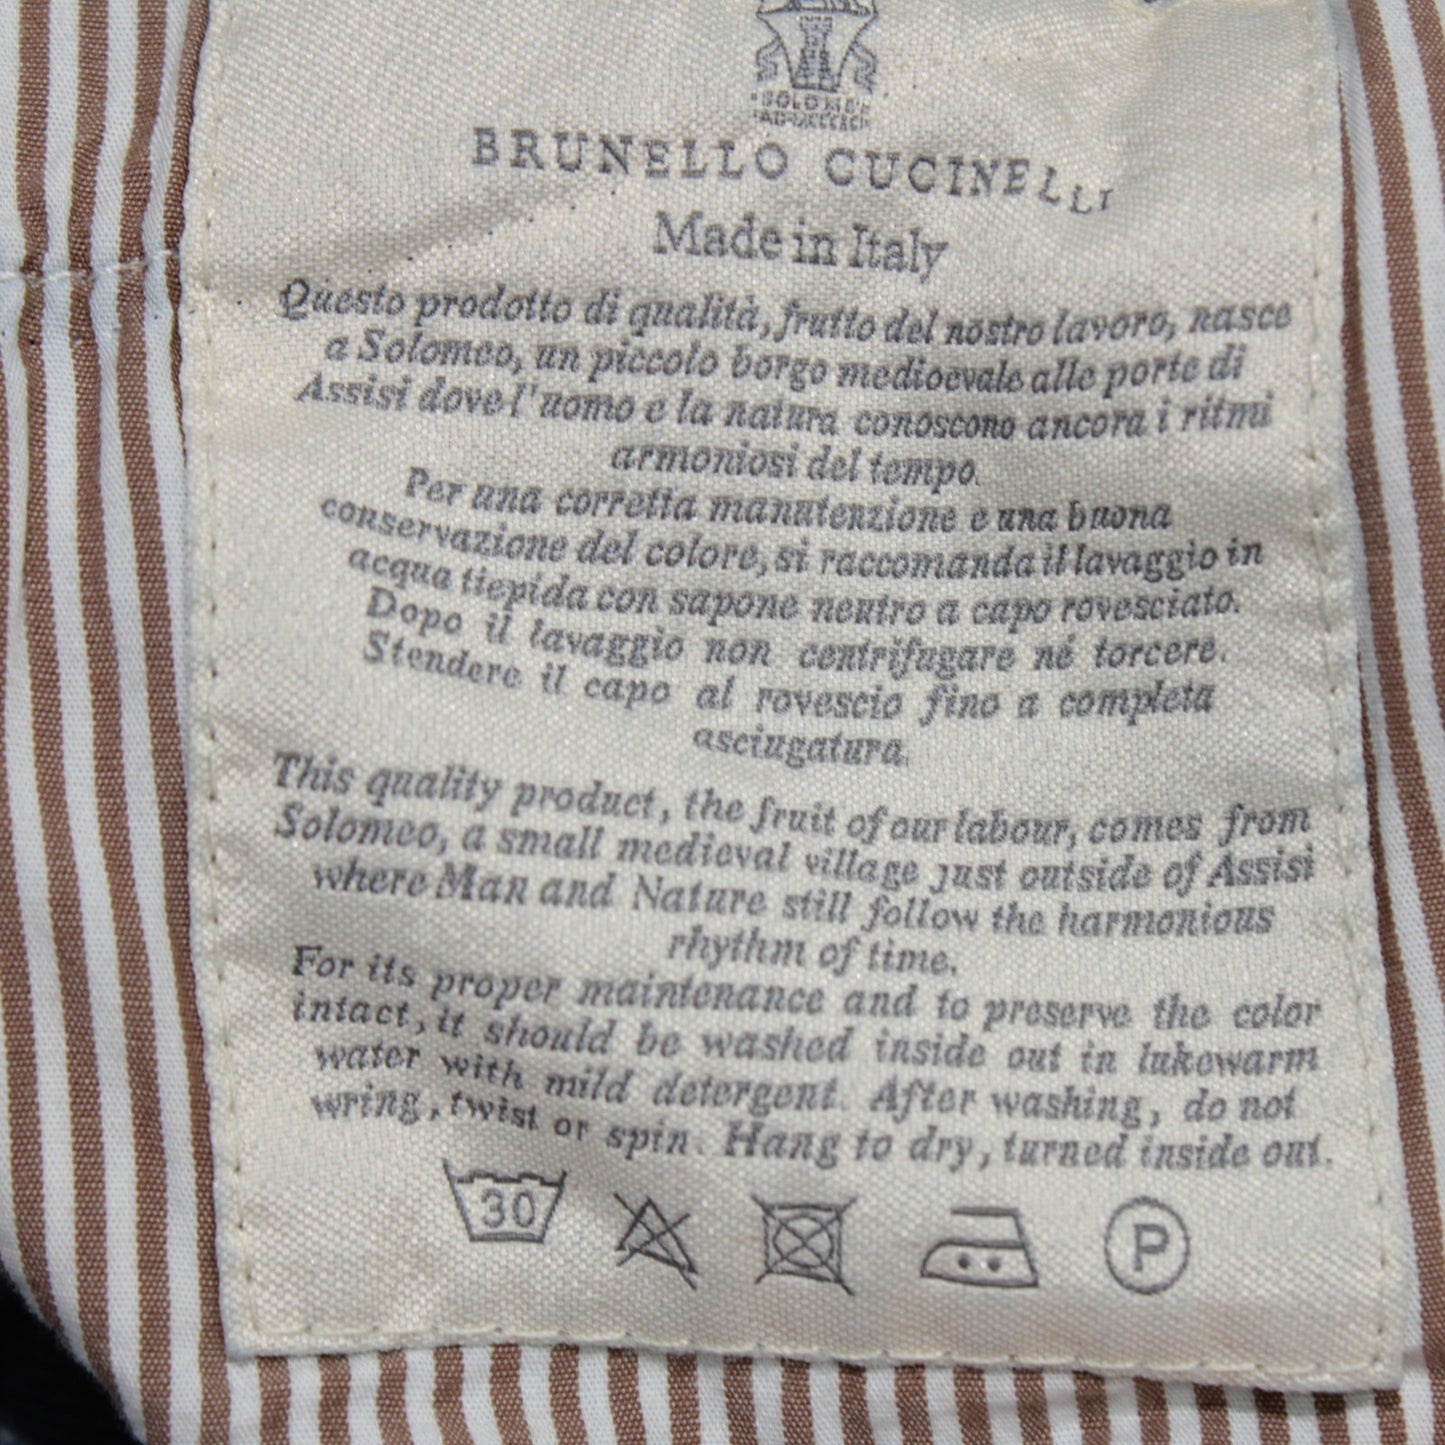 BRUNELLO CUCINELLI
Made in Italy
Questo prodotto di qualità, frutto del nostro lavoro, nasce
a Solomeo, un piccolo borgo medioevale alle porte di
Assisi dove l'uomo e la natura conoscono ancora i ritmi
armoniosi del tempo.
Per una corretta manutenzione e una buona
conservazione del colore, si raccomanda il lavaggio in
acqua tiepida con sapone neutro a capo rovesciato.
Dopo il lavaggio non centrifugare né torcere.
Stendere il capo al rovescio fino a completa
asciugatura.
This quality product, the fruit of our labour, comes from
Solomeo, a small medieval village just outside of Assisi
where Man and Nature still follow the harmonious
rhythm of time.
For its proper maintenance and to preserve the color
intact, it should be washed inside out in lukewarm
water with mild detergent. After washing, do not
wring, twist or spin. Hang to dry, turned inside out.
30 P